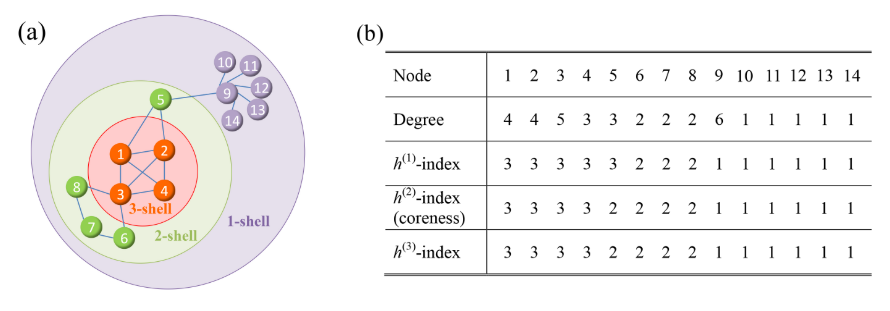 (a)
10
11
12
9
13
14
5
1
2
3
4
8
7
6
3-shell
2-shell
1-shell
(b)
Node 1 2 3 4 5 6 7 8 9 10 11 12 13 14
Degree 4 4 5 3 3 2 2 2 6 1 1 1 1 1
h(1)-index 3 3 3 3 3 2 2 2 1 1 1 1 1 1
h(2)-index
(coreness) 3 3 3 3 2 2 2 2 1 1 1 1 1 1
h(3)-index 3 3 3 3 2 2 2 2 1 1 1 1 1 1